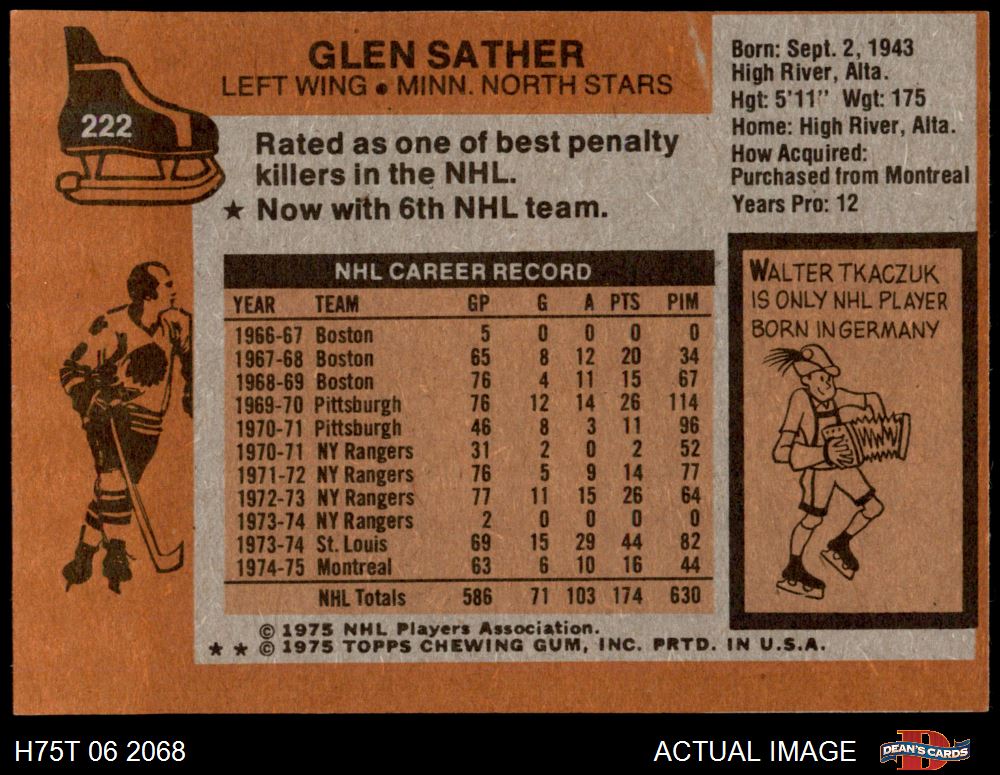 222
GLEN SATHER
LEFT WING • MINN. NORTH STARS
Rated as one of best penalty
killers in the NHL.
★ Now with 6th NHL team.
Born: Sept. 2, 1943
High River, Alta.
Hgt: 5'11" Wgt: 175
Home: High River, Alta.
How Acquired:
Purchased from Montreal
Years Pro: 12
NHL CAREER RECORD
YEAR TEAM GP G A PTS PIM
1966-67 Boston 5 0 0 0 0
1967-68 Boston 65 8 12 20 34
1968-69 Boston 76 4 11 15 67
1969-70 Pittsburgh 76 12 14 26 114
1970-71 Pittsburgh 46 8 3 11 96
1970-71 NY Rangers 31 2 0 2 52
1971-72 NY Rangers 76 5 9 14 77
1972-73 NY Rangers 77 11 15 26 64
1973-74 NY Rangers 2 0 0 0 0
1973-74 St. Louis 69 15 29 44 82
1974-75 Montreal 63 6 10 16 44
NHL Totals 586 71 103 174 630
WALTER TKACZUK
IS ONLY NHL PLAYER
BORN IN GERMANY
© 1975 NHL Players Association.
★ ★ © 1975 TOPPS CHEWING GUM, INC. PRTD. IN U.S.A.
H75T 06 2068
ACTUAL IMAGE
D
DEAN'S CARDS